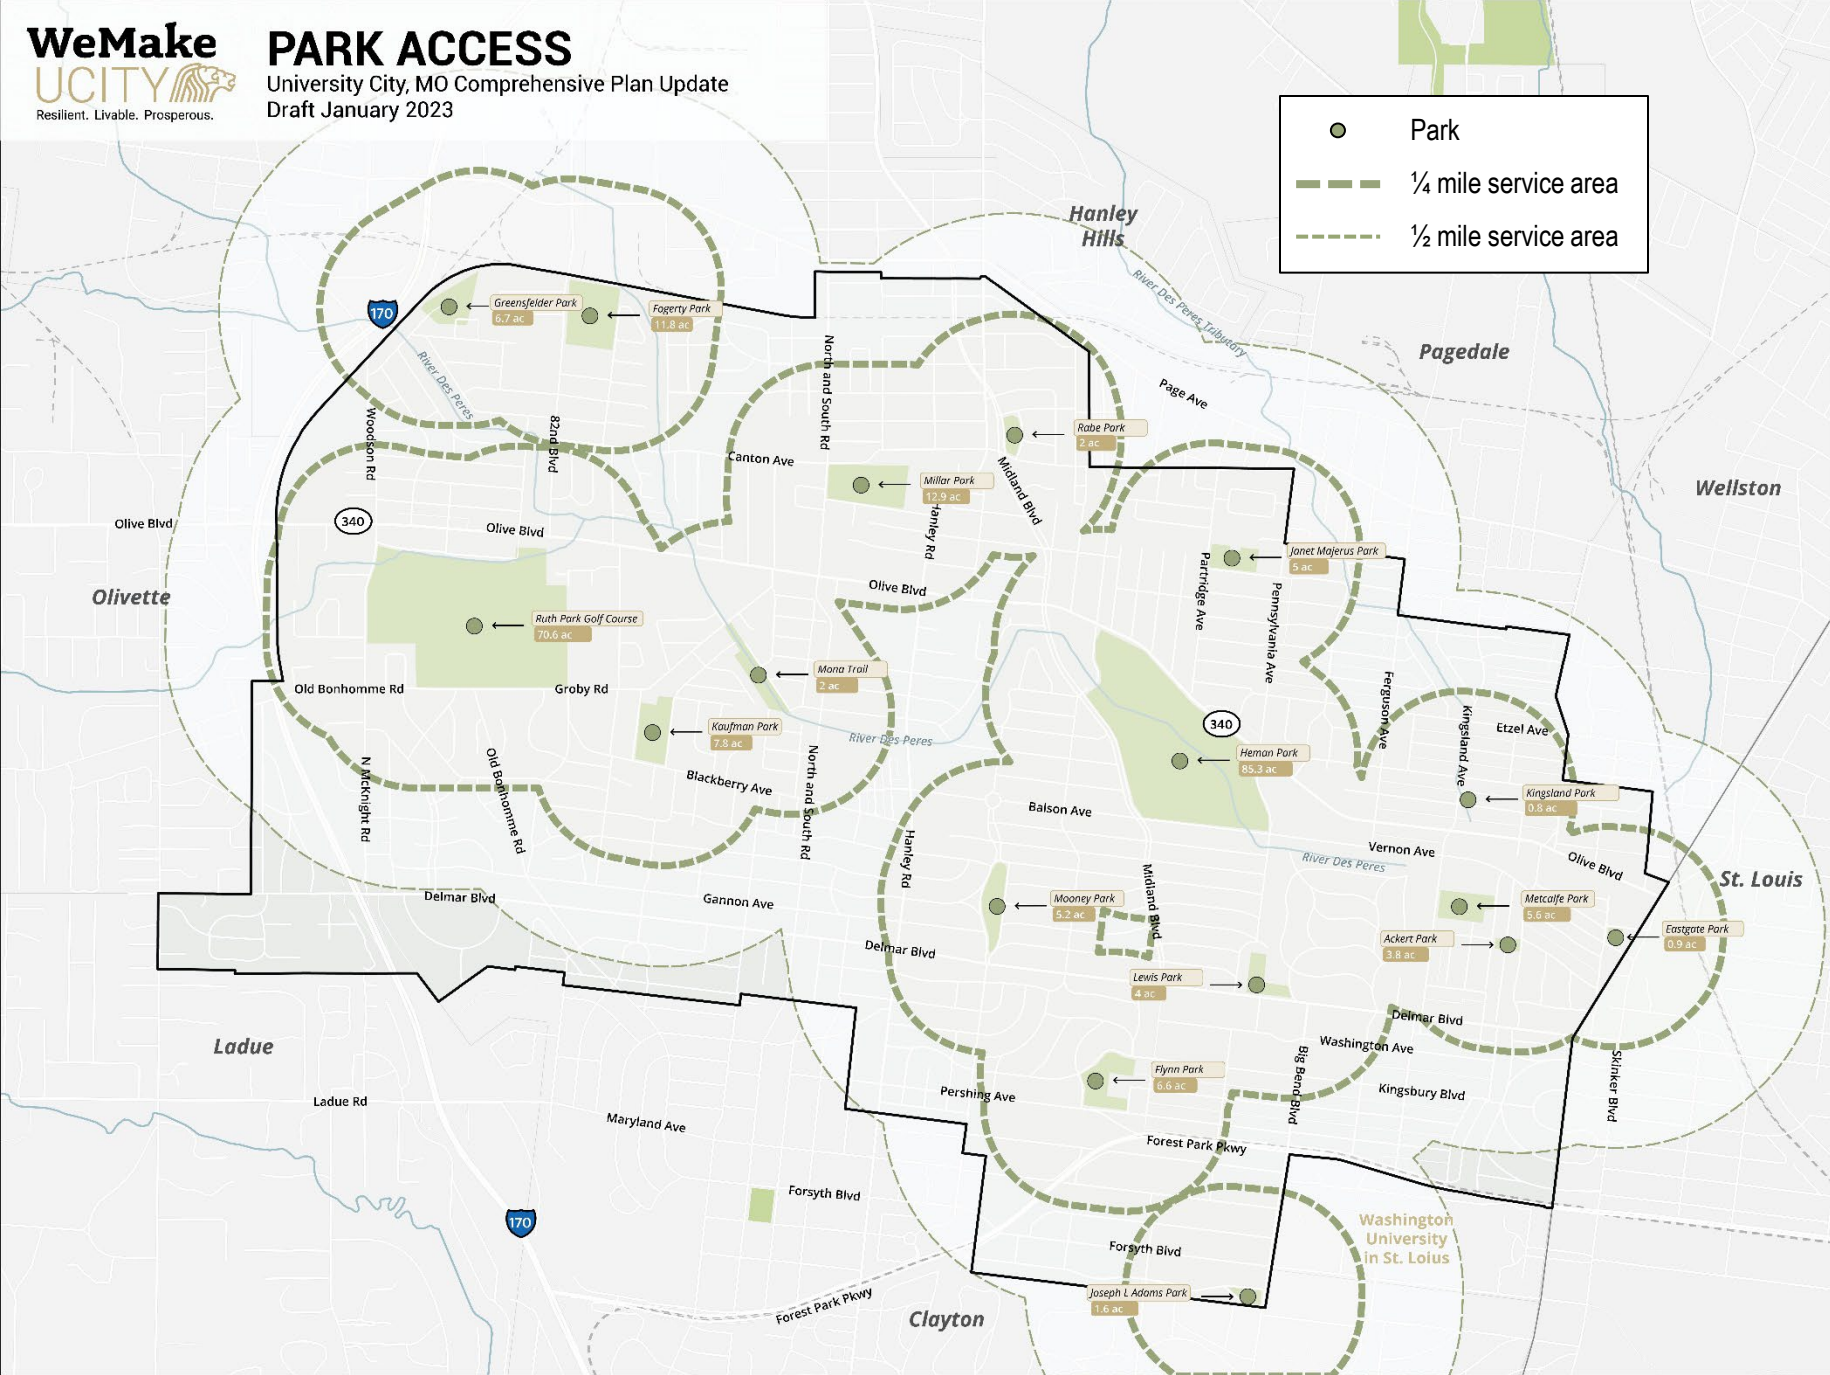 WeMake
UCITY
Resilient. Livable. Prosperous.
PARK ACCESS
University City, MO Comprehensive Plan Update
Draft January 2023
Park
¼ mile service area
½ mile service area
Hanley
Hills
River Des Peres Tributary
Pagedale
Page Ave
Wellston
170
Greensfelder Park
6.7 ac
Fogerty Park
11.8 ac
River Des Peres
North and South Rd
Woodson Rd
82nd Blvd
Canton Ave
Rabe Park
2 ac
Millar Park
12.9 ac
Midland Blvd
Hanley Rd
Olive Blvd
340
Olive Blvd
Olive Blvd
Janet Majerus Park
5 ac
Partridge Ave
Pennsylvania Ave
Olivette
Ruth Park Golf Course
70.6 ac
Mona Trail
2 ac
Old Bonhomme Rd
Groby Rd
Kaufman Park
7.8 ac
River Des Peres
340
Ferguson Ave
Kingsland Ave
Etzel Ave
Heman Park
85.3 ac
Kingsland Park
0.8 ac
N McKnight Rd
Old Bonhomme Rd
Blackberry Ave
North and South Rd
Balson Ave
Hanley Rd
Vernon Ave
River Des Peres
Olive Blvd
St. Louis
Delmar Blvd
Gannon Ave
Mooney Park
5.2 ac
Midland Blvd
Metcalfe Park
5.6 ac
Ackert Park
3.8 ac
Eastgate Park
0.9 ac
Delmar Blvd
Lewis Park
4 ac
Delmar Blvd
Washington Ave
Ladue
Flynn Park
6.6 ac
Big Bend Blvd
Kingsbury Blvd
Skinker Blvd
Pershing Ave
Ladue Rd
Maryland Ave
Forest Park Pkwy
Forsyth Blvd
170
Washington
University
in St. Loius
Forsyth Blvd
Joseph L Adams Park
1.6 ac
Forest Park Pkwy
Clayton